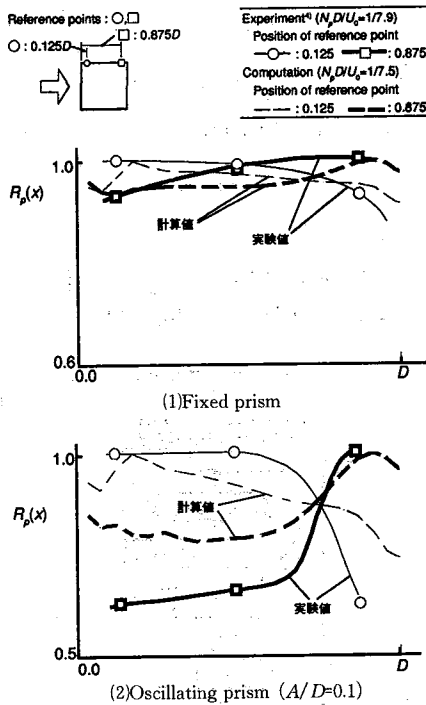 Reference points : ○,□
○ : 0.125D
□ : 0.875D
Experiment⁴⁾ (NₚD/U₀=1/7.9)
Position of reference point
○ : 0.125 □ : 0.875
Computation (NₚD/U₀=1/7.5)
Position of reference point
: 0.125 : 0.875
1.0
Rₚ(x)
計算値
実験値
0.6
0.0
D
(1)Fixed prism
1.0
Rₚ(x)
計算値
実験値
0.5
0.0
D
(2)Oscillating prism (A/D=0.1)